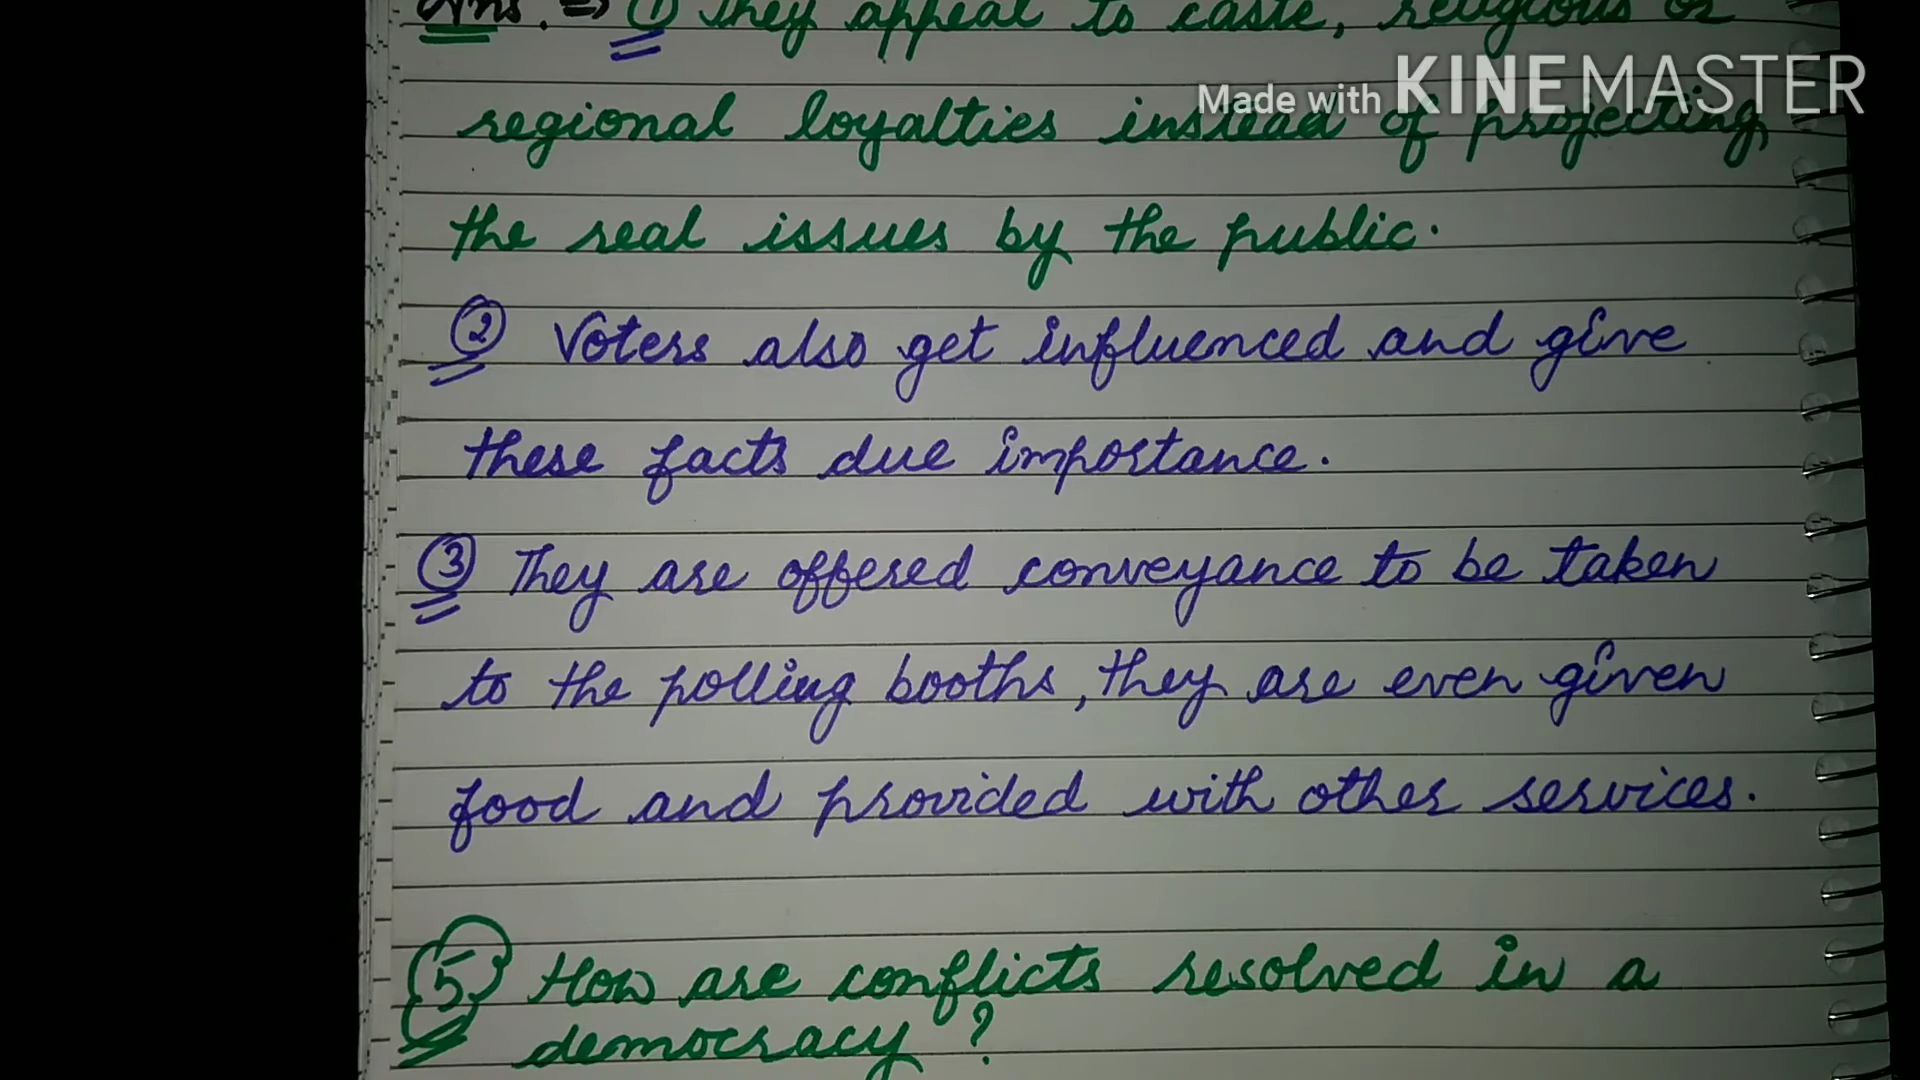 Ans. ⇒ ① They appeal to caste, religious or
Made with KINEMASTER
regional loyalties instead of projecting
the real issues by the public.
② Voters also get influenced and give
these facts due importance.
③ They are offered conveyance to be taken
to the polling booths, they are even given
food and provided with other services.
5 How are conflicts resolved in a
democracy?